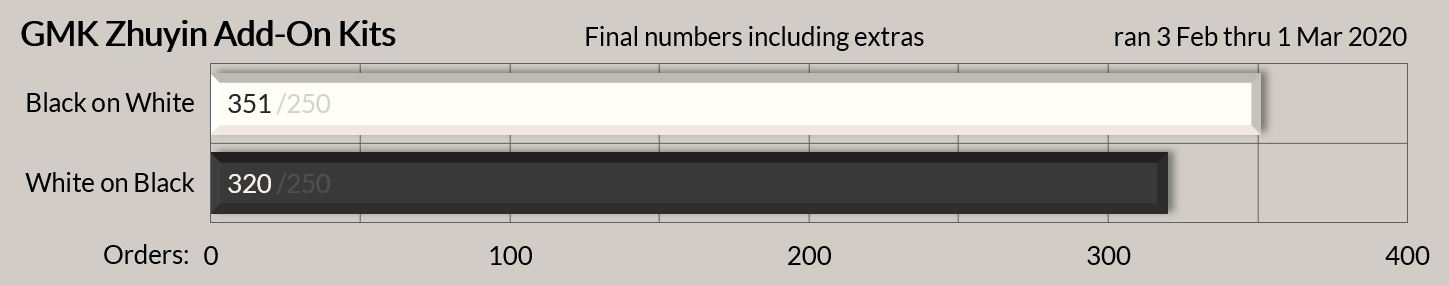 GMK Zhuyin Add-On Kits Final numbers including extras ran 3 Feb thru 1 Mar 2020
Black on White 351 /250
White on Black 320 /250
Orders: 0 100 200 300 400